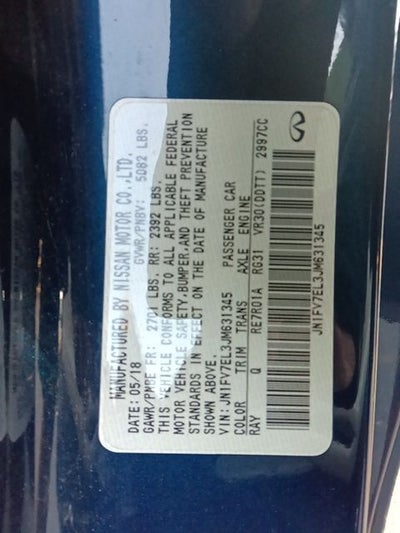 MANUFACTURED BY NISSAN MOTOR CO.,LTD.
DATE: 05/18 GVWR/PNBV: 5082 LBS.
GAWR/PNBE FR: 2701 LBS. RR: 2392 LBS.
THIS VEHICLE CONFORMS TO ALL APPLICABLE FEDERAL
MOTOR VEHICLE SAFETY,BUMPER,AND THEFT PREVENTION
STANDARDS IN EFFECT ON THE DATE OF MANUFACTURE
SHOWN ABOVE.
VIN: JN1FV7EL3JM631345 PASSENGER CAR
COLOR TRIM TRANS AXLE ENGINE
RAY Q RE7R01A RG31 VR30(DDTT) 2997CC
JN1FV7EL3JM631345